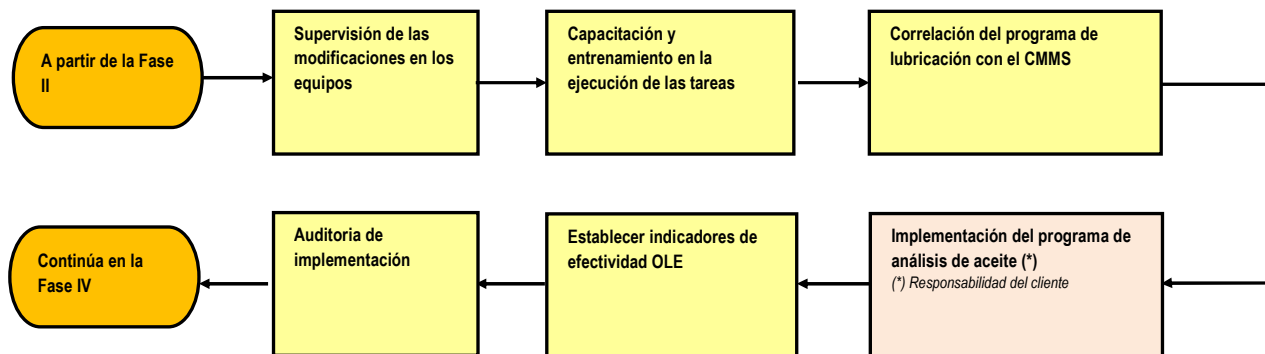 A partir de la Fase
II
Supervisión de las
modificaciones en los
equipos
Capacitación y
entrenamiento en la
ejecución de las tareas
Correlación del programa de
lubricación con el CMMS
Continúa en la
Fase IV
Auditoria de
implementación
Establecer indicadores de
efectividad OLE
Implementación del programa de
análisis de aceite (*)
(*) Responsabilidad del cliente